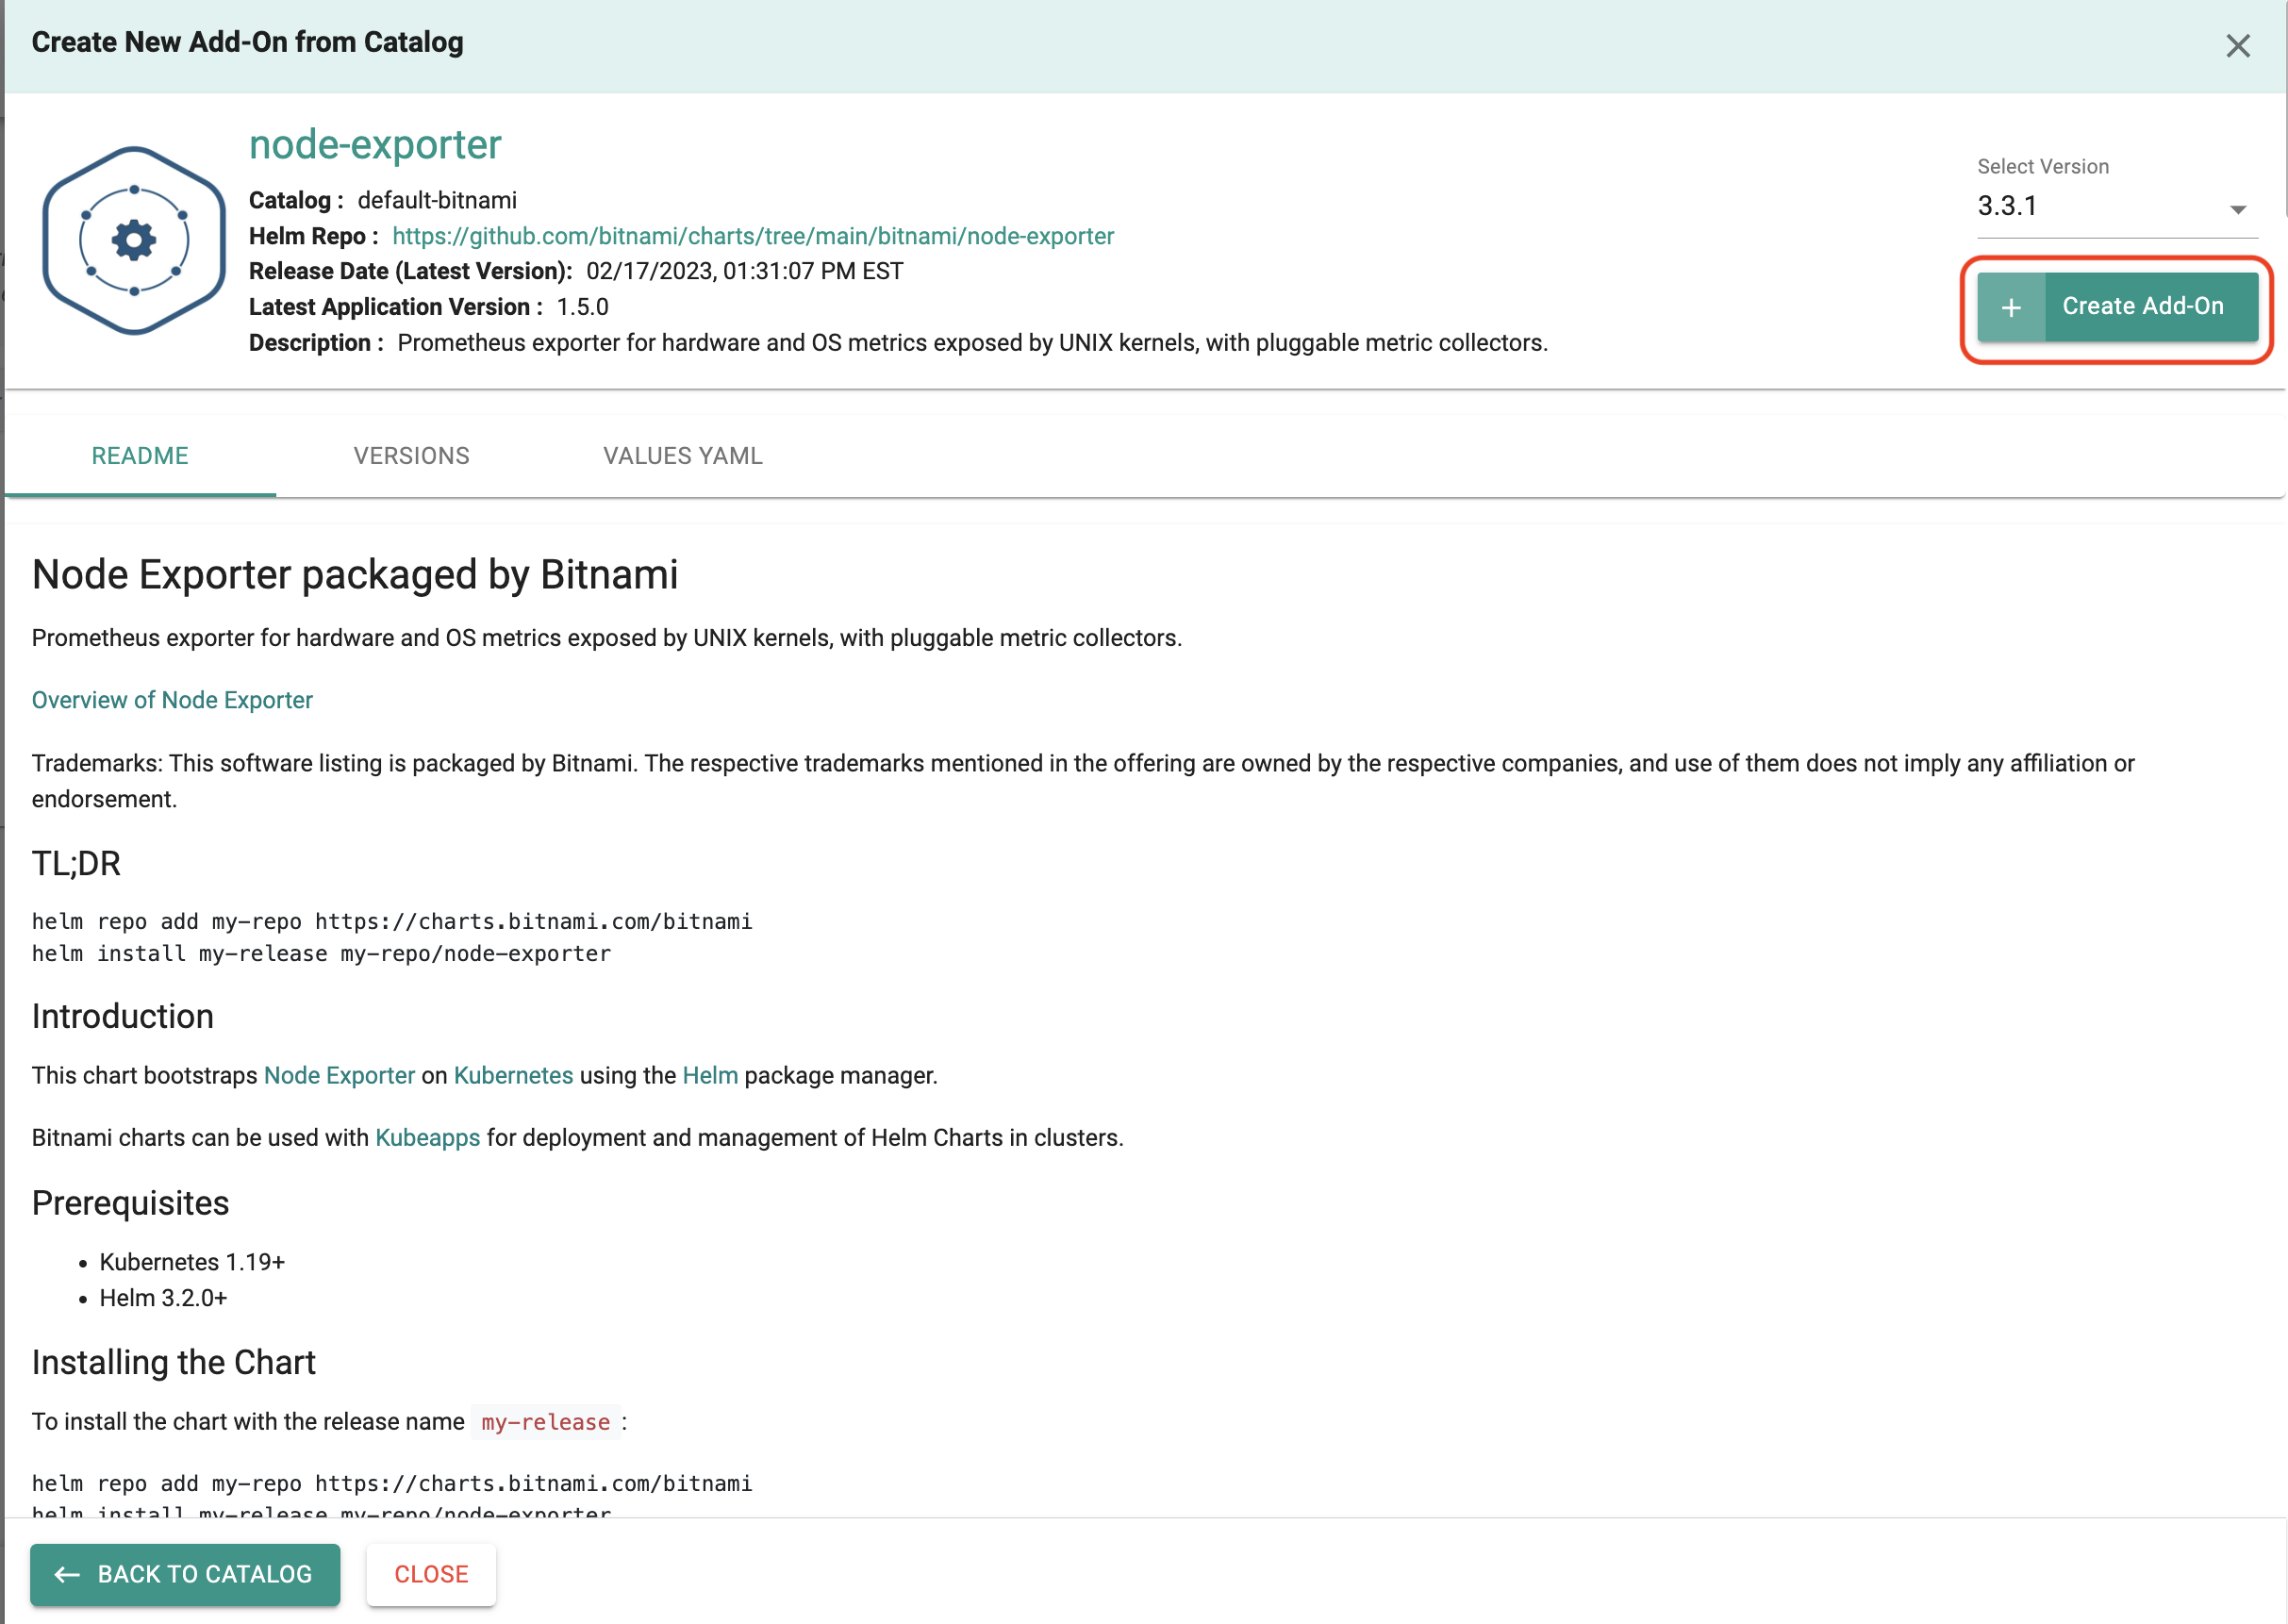 Create New Add-On from Catalog
node-exporter
Catalog : default-bitnami
Helm Repo : https://github.com/bitnami/charts/tree/main/bitnami/node-exporter
Release Date (Latest Version): 02/17/2023, 01:31:07 PM EST
Latest Application Version : 1.5.0
Description : Prometheus exporter for hardware and OS metrics exposed by UNIX kernels, with pluggable metric collectors.
Select Version
3.3.1
+ Create Add-On
README VERSIONS VALUES YAML
Node Exporter packaged by Bitnami
Prometheus exporter for hardware and OS metrics exposed by UNIX kernels, with pluggable metric collectors.
Overview of Node Exporter
Trademarks: This software listing is packaged by Bitnami. The respective trademarks mentioned in the offering are owned by the respective companies, and use of them does not imply any affiliation or
endorsement.
TL;DR
helm repo add my-repo https://charts.bitnami.com/bitnami
helm install my-release my-repo/node-exporter
Introduction
This chart bootstraps Node Exporter on Kubernetes using the Helm package manager.
Bitnami charts can be used with Kubeapps for deployment and management of Helm Charts in clusters.
Prerequisites
• Kubernetes 1.19+
• Helm 3.2.0+
Installing the Chart
To install the chart with the release name my-release :
helm repo add my-repo https://charts.bitnami.com/bitnami
helm install my-release my-repo/node-exporter
← BACK TO CATALOG CLOSE